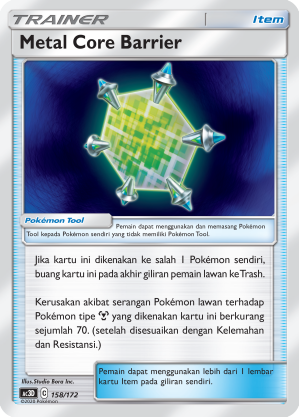 TRAINER Item
Metal Core Barrier
Pokémon Tool
Pemain dapat menggunakan dan memasang Pokémon
Tool kepada Pokémon sendiri yang tidak memiliki Pokémon Tool.
Jika kartu ini dikenakan ke salah 1 Pokémon sendiri,
buang kartu ini pada akhir giliran pemain lawan ke Trash.
Kerusakan akibat serangan Pokémon lawan terhadap
Pokémon tipe yang dikenakan kartu ini berkurang
sejumlah 70. (setelah disesuaikan dengan Kelemahan
dan Resistansi.)
Pemain dapat menggunakan lebih dari 1 lembar
kartu Item pada giliran sendiri.
Illus.Studio Bora Inc.
C 158/172
©2020 Pokémon